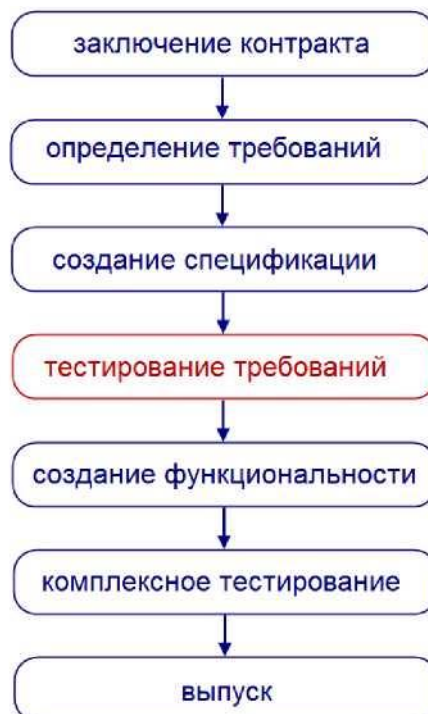 заключение контракта
определение требований
создание спецификации
тестирование требований
создание функциональности
комплексное тестирование
выпуск